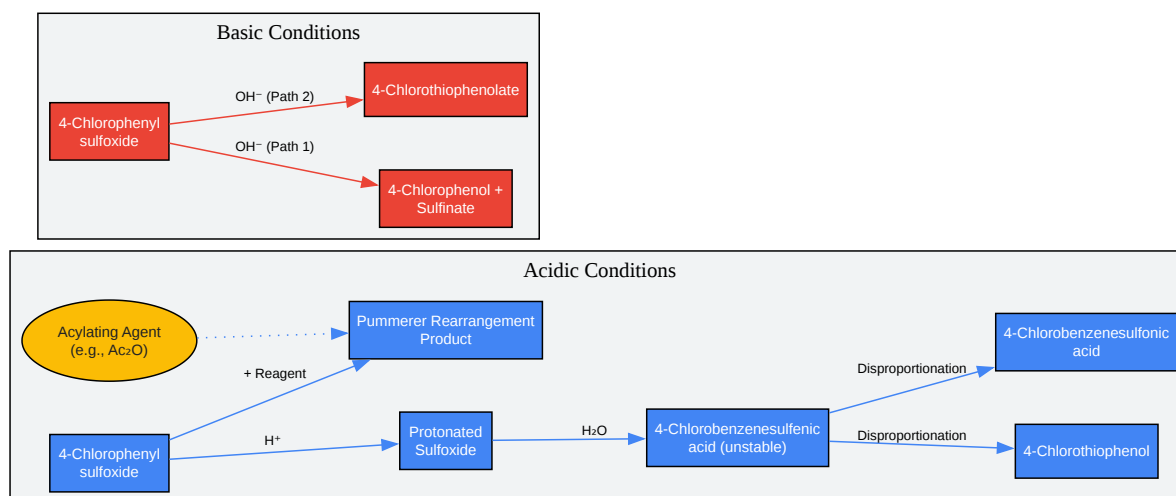 Basic Conditions
4-Chlorophenyl
sulfoxide
OH⁻ (Path 2)
4-Chlorothiophenolate
OH⁻ (Path 1)
4-Chlorophenol +
Sulfinate
Acidic Conditions
Acylating Agent
(e.g., Ac₂O)
Pummerer Rearrangement
Product
+ Reagent
4-Chlorophenyl
sulfoxide
H⁺
Protonated
Sulfoxide
H₂O
4-Chlorobenzenesulfenic
acid (unstable)
Disproportionation
4-Chlorobenzenesulfonic
acid
Disproportionation
4-Chlorothiophenol